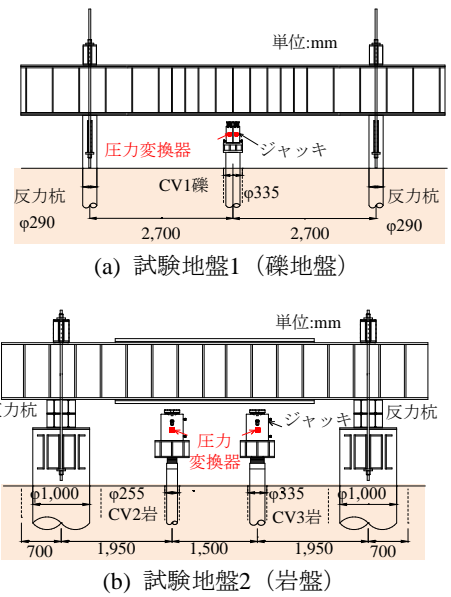 単位:mm
圧力変換器
ジャッキ
反力杭
φ290
CV1礫
φ335
反力杭
φ290
2,700
2,700
(a) 試験地盤1（礫地盤）
単位:mm
力杭
圧力
変換器
ジャッキ
反力杭
φ1,000
φ255
φ335
φ1,000
CV2岩
CV3岩
700
1,950
1,500
1,950
700
(b) 試験地盤2（岩盤）